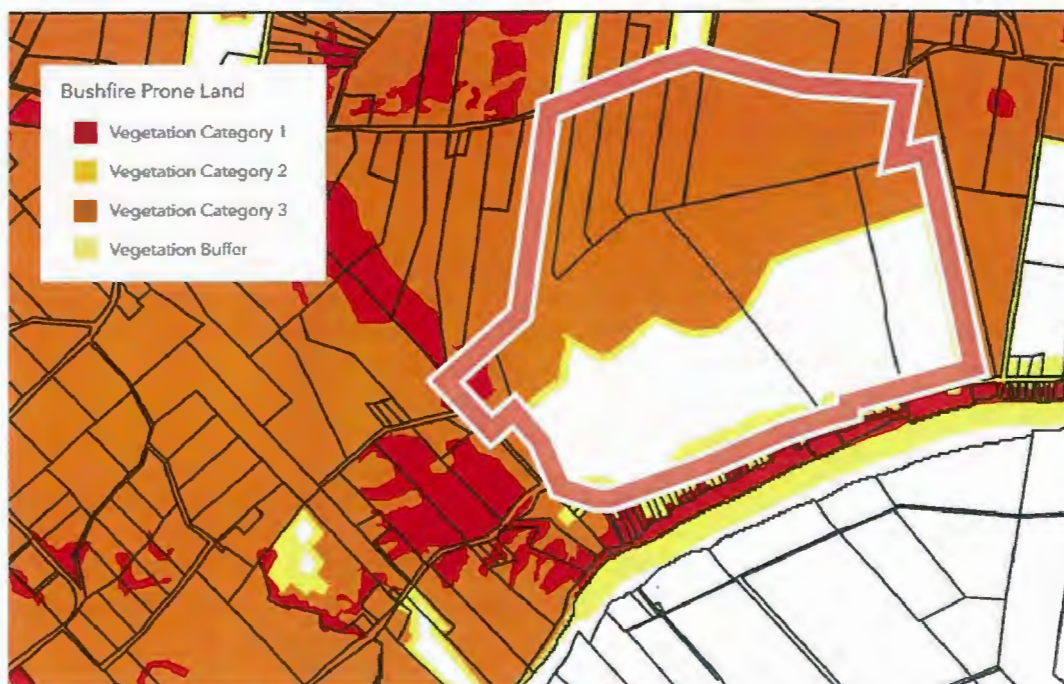 Bushfire Prone Land
Vegetation Category 1
Vegetation Category 2
Vegetation Category 3
Vegetation Buffer